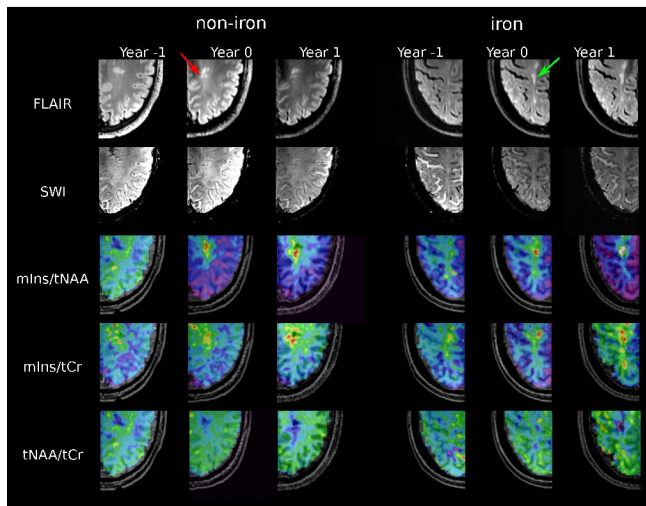 non-iron iron
Year -1 Year 0 Year 1 Year -1 Year 0 Year 1
FLAIR
SWI
mIns/tNAA
mIns/tCr
tNAA/tCr